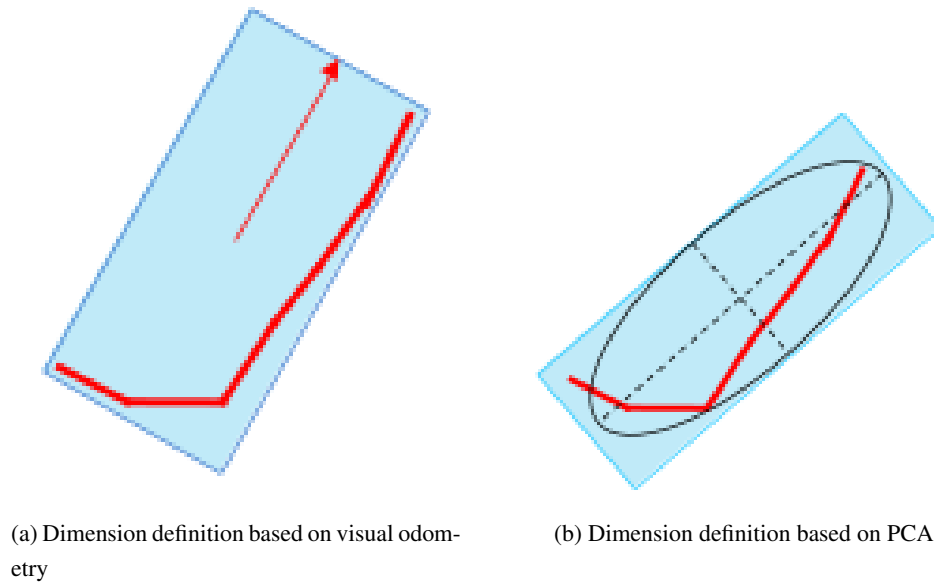 (a) Dimension definition based on visual odom-
etry
(b) Dimension definition based on PCA